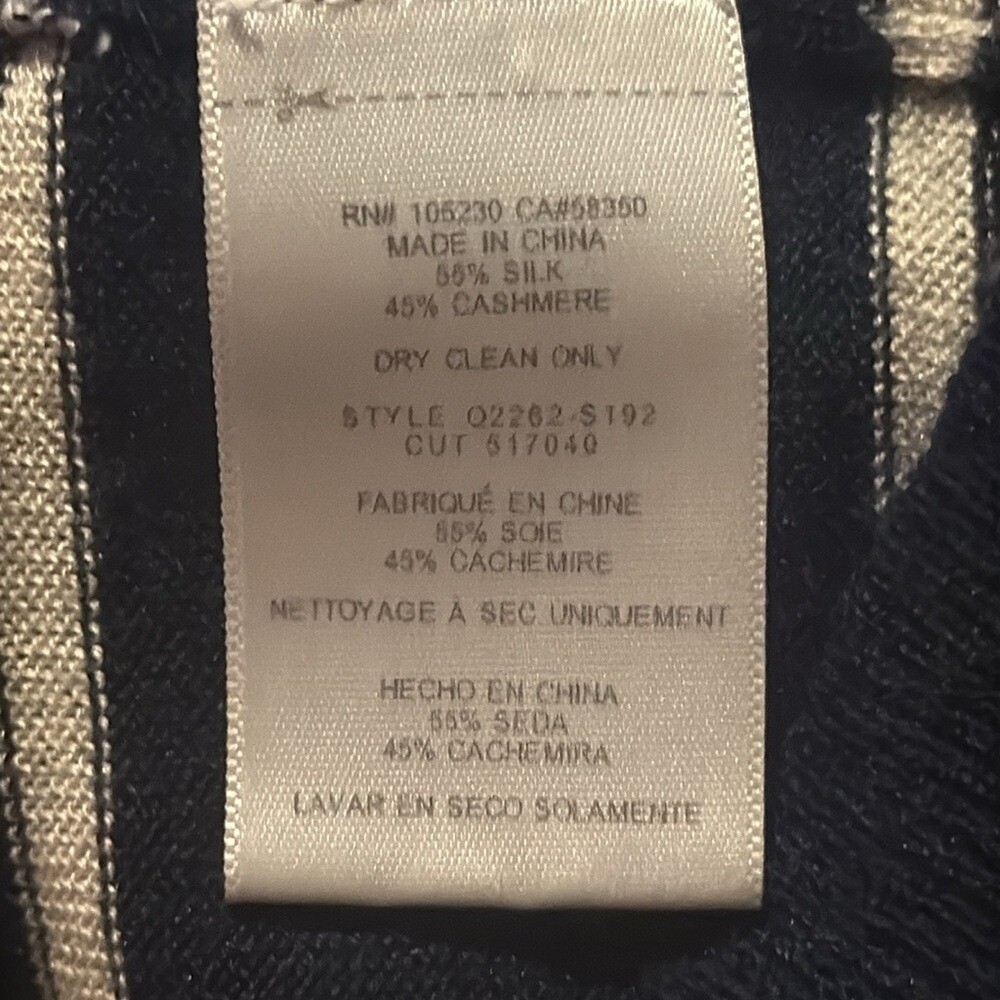 RN# 105230 CA#58350
MADE IN CHINA
55% SILK
45% CASHMERE
DRY CLEAN ONLY
STYLE Q2262-S192
CUT 517040
FABRIQUÉ EN CHINE
55% SOIE
45% CACHEMIRE
NETTOYAGE À SEC UNIQUEMENT
HECHO EN CHINA
55% SEDA
45% CACHEMIRA
LAVAR EN SECO SOLAMENTE